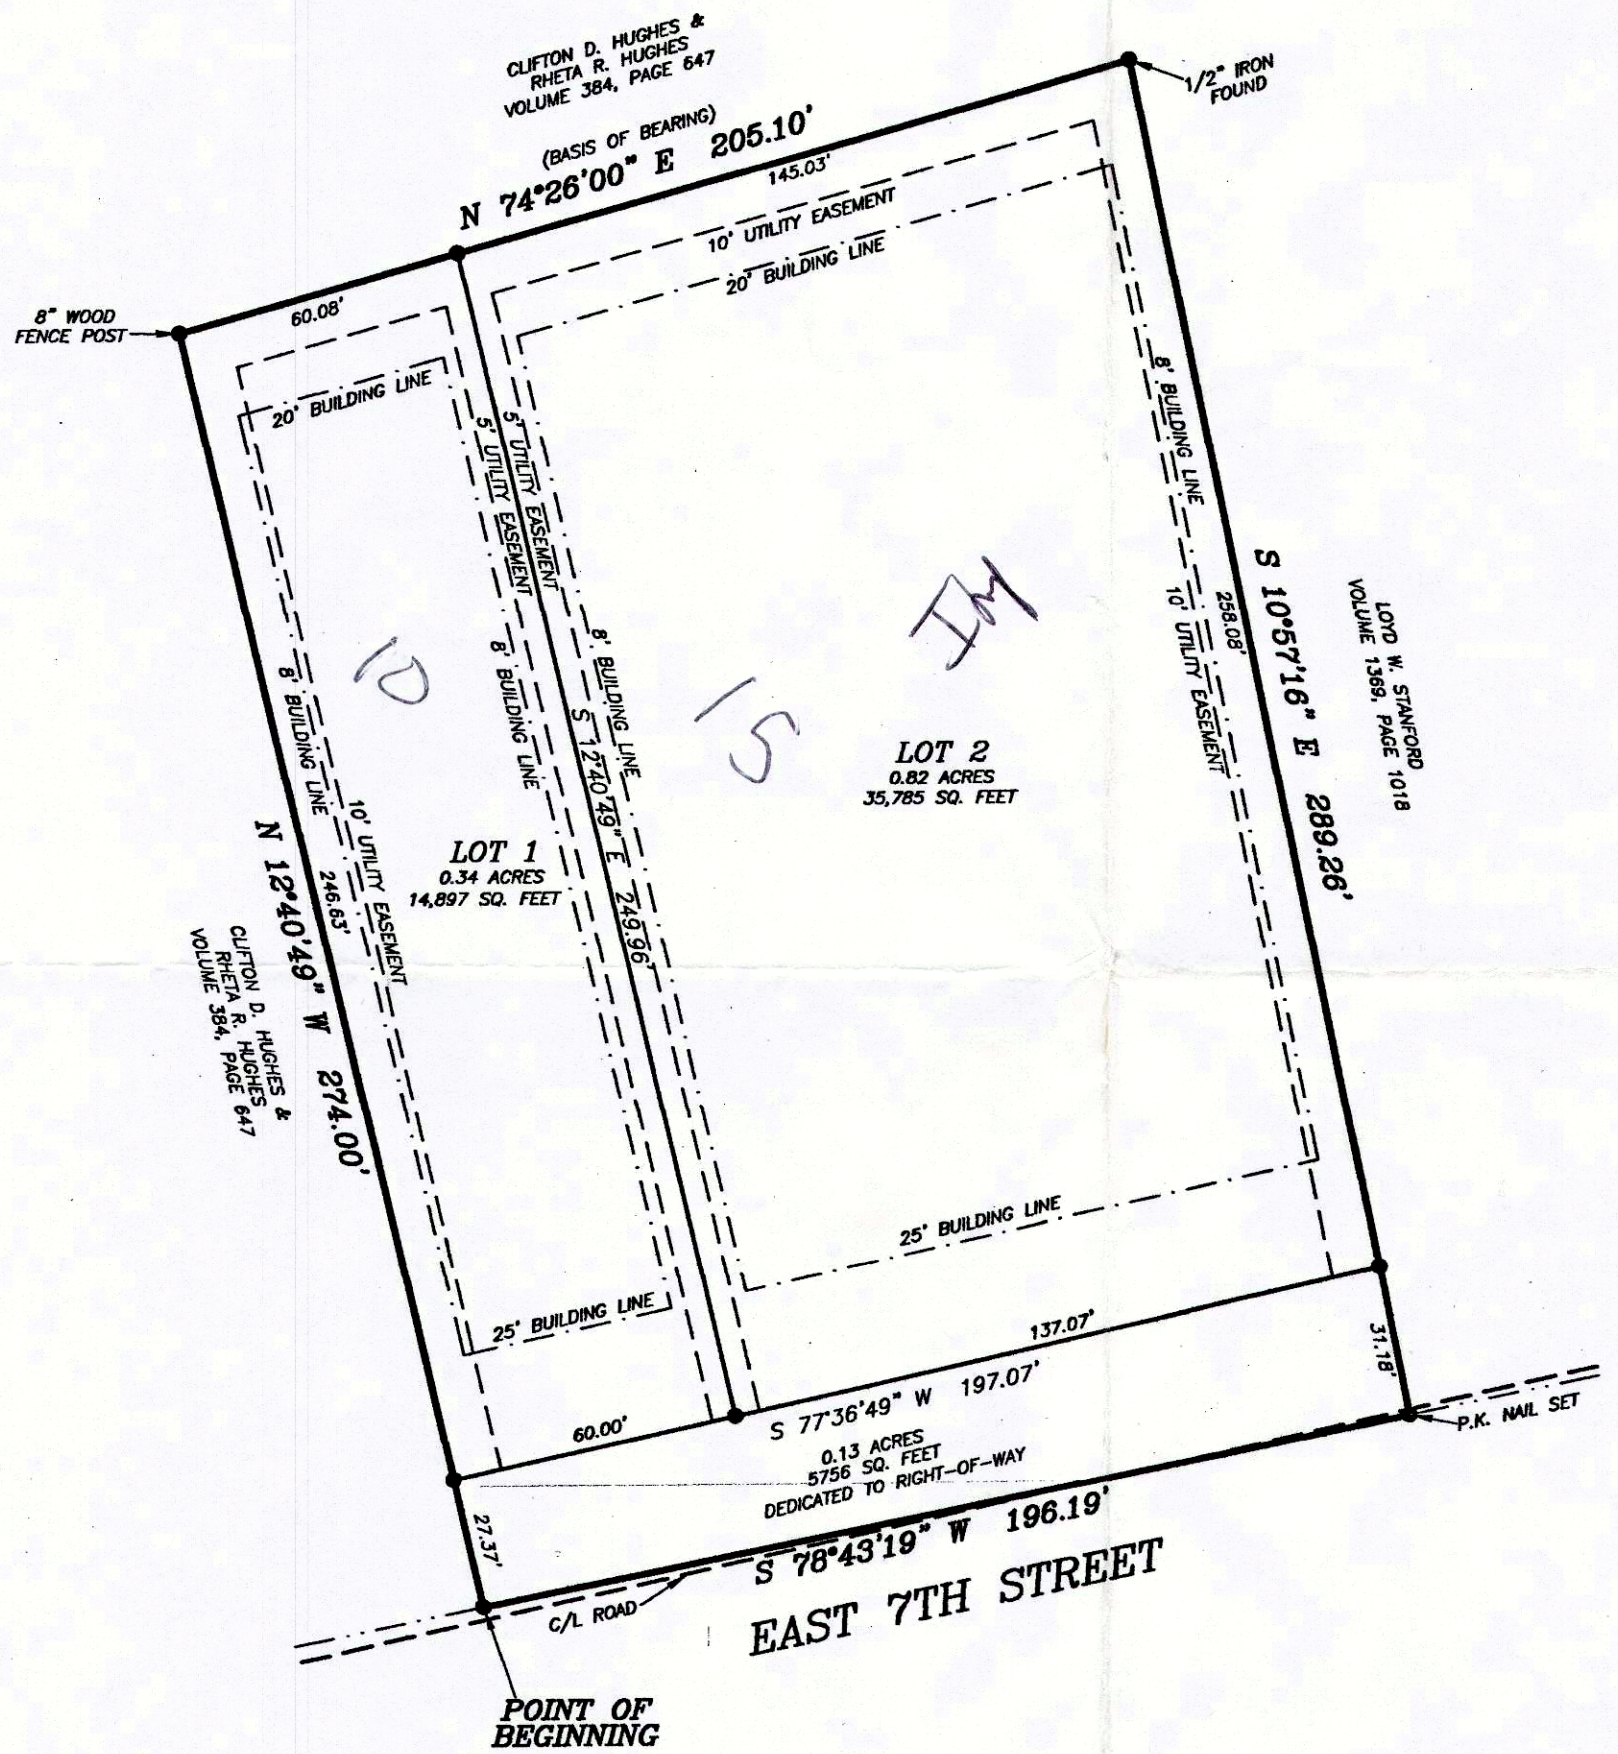 CLIFTON D. HUGHES &
RHETA R. HUGHES
VOLUME 384, PAGE 647
(BASIS OF BEARING)
N 74°26'00" E 205.10'
1/2" IRON
FOUND
145.03'
10' UTILITY EASEMENT
20' BUILDING LINE
8" WOOD
FENCE POST
60.08'
20' BUILDING LINE
5' UTILITY EASEMENT
5' UTILITY EASEMENT
8' BUILDING LINE
10' UTILITY EASEMENT
258.08'
S 10°57'16" E 289.26'
LOYD W. STANFORD
VOLUME 1369, PAGE 1018
8' BUILDING LINE
10' UTILITY EASEMENT
246.63'
N 12°40'49" W 274.00'
CLIFTON D. HUGHES &
RHETA R. HUGHES
VOLUME 384, PAGE 647
8' BUILDING LINE
8' BUILDING LINE
S 12°40'49" E 249.96'
10
15
LOT 2
0.82 ACRES
35,785 SQ. FEET
LOT 1
0.34 ACRES
14,897 SQ. FEET
25' BUILDING LINE
25' BUILDING LINE
137.07'
31.18'
60.00'
S 77°36'49" W 197.07'
0.13 ACRES
5756 SQ. FEET
DEDICATED TO RIGHT-OF-WAY
P.K. NAIL SET
27.37'
S 78°43'19" W 196.19'
C/L ROAD
EAST 7TH STREET
POINT OF
BEGINNING